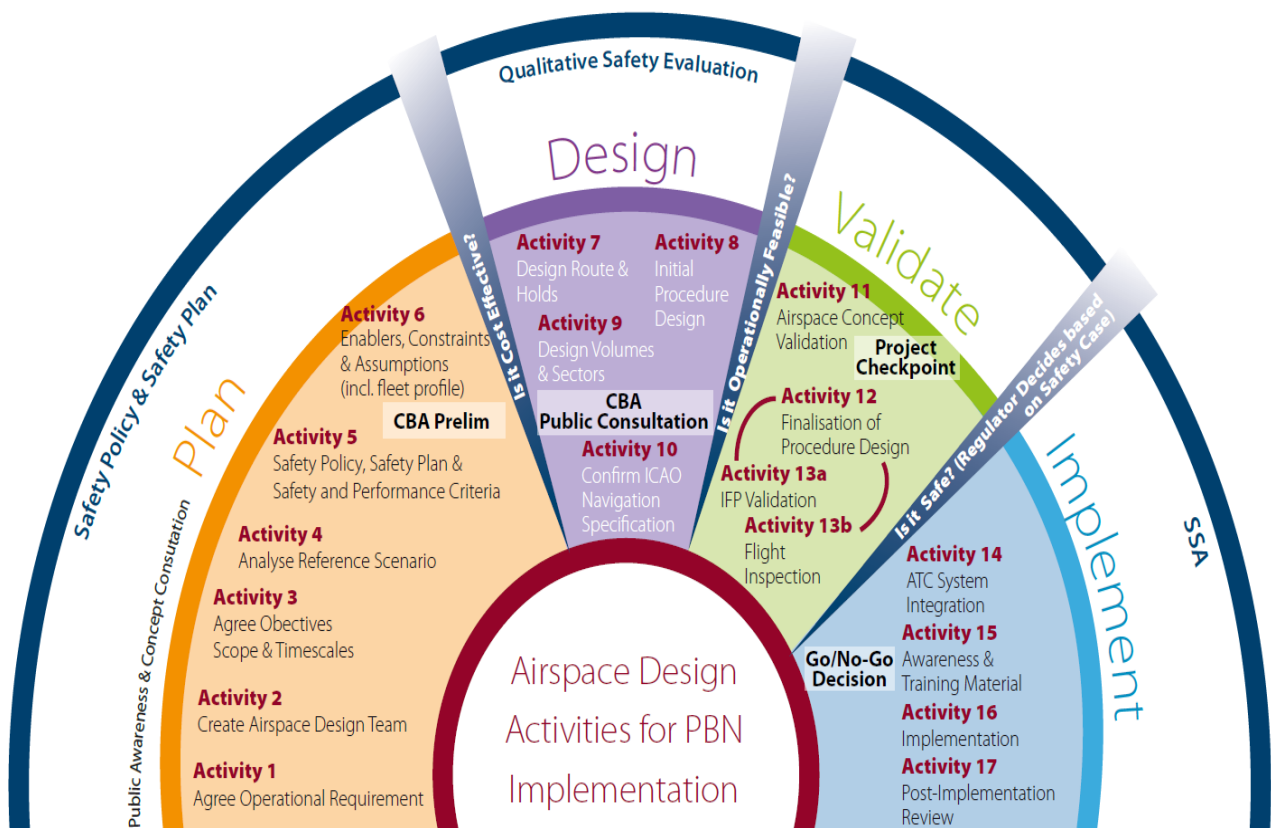 Safety Policy & Safety Plan
Qualitative Safety Evaluation
SSA
Public Awareness & Concept Consutation
Plan
Activity 1
Agree Operational Requirement
Activity 2
Create Airspace Design Team
Activity 3
Agree Obectives
Scope & Timescales
Activity 4
Analyse Reference Scenario
Activity 5
Safety Policy, Safety Plan &
Safety and Performance Criteria
CBA Prelim
Activity 6
Enablers, Constraints
& Assumptions
(incl. fleet profile)
Is it Cost Effective?
Design
Activity 7
Design Route &
Holds
Activity 8
Initial
Procedure
Design
Activity 9
Design Volumes
& Sectors
CBA
Public Consultation
Activity 10
Confirm ICAO
Navigation
Specification
Is it Operationally Feasible?
Validate
Activity 11
Airspace Concept
Validation
Project
Checkpoint
Activity 12
Finalisation of
Procedure Design
Activity 13a
IFP Validation
Activity 13b
Flight
Inspection
Is it Safe? (Regulator Decides based
on Safety Case)
Implement
Activity 14
ATC System
Integration
Go/No-Go
Decision
Activity 15
Awareness &
Training Material
Activity 16
Implementation
Activity 17
Post-Implementation
Review
Airspace Design
Activities for PBN
Implementation